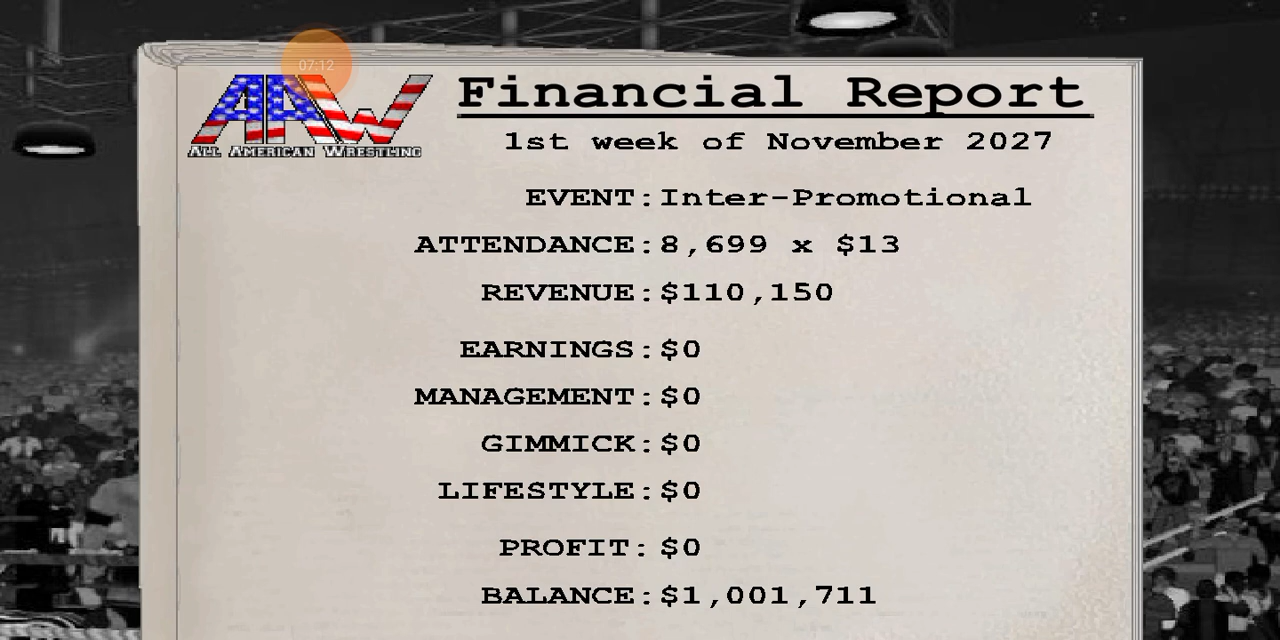 07:12
AAW
ALL AMERICAN WRESTLING
Financial Report
1st week of November 2027
EVENT: Inter-Promotional
ATTENDANCE: 8,699 x $13
REVENUE: $110,150
EARNINGS: $0
MANAGEMENT: $0
GIMMICK: $0
LIFESTYLE: $0
PROFIT: $0
BALANCE: $1,001,711